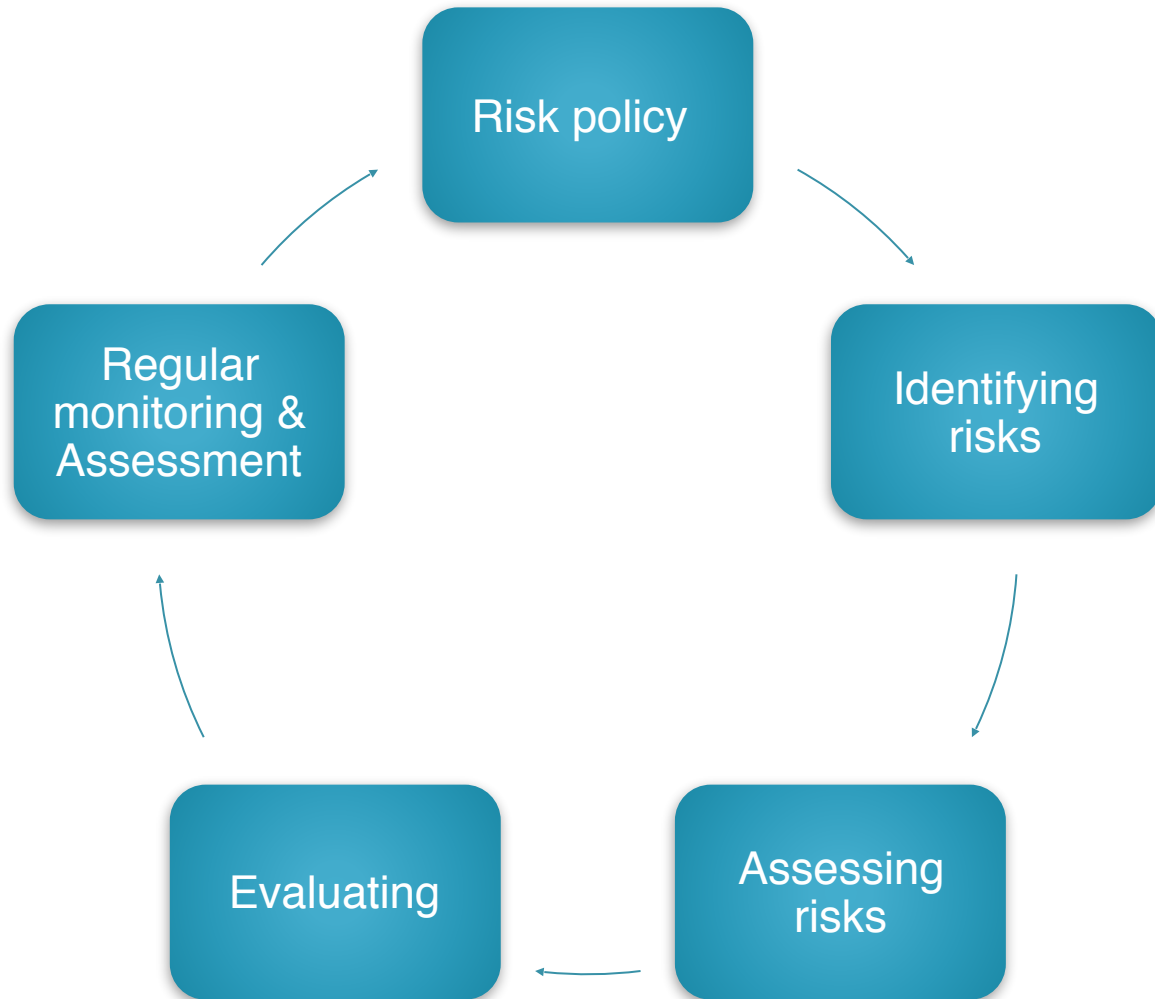 Risk policy
Identifying
risks
Assessing
risks
Evaluating
Regular
monitoring &
Assessment